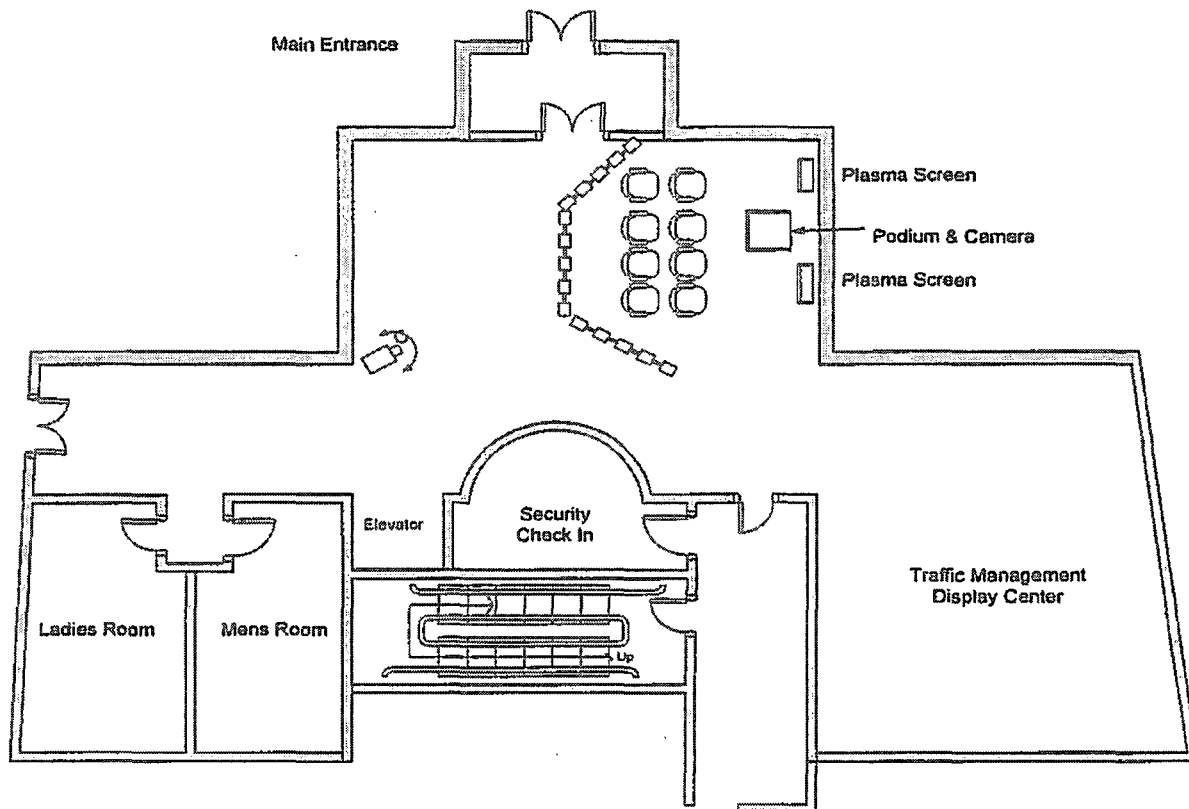 Main Entrance
Plasma Screen
Podium & Camera
Plasma Screen
Elevator
Security
Check In
Traffic Management
Display Center
Ladies Room
Mens Room
Up